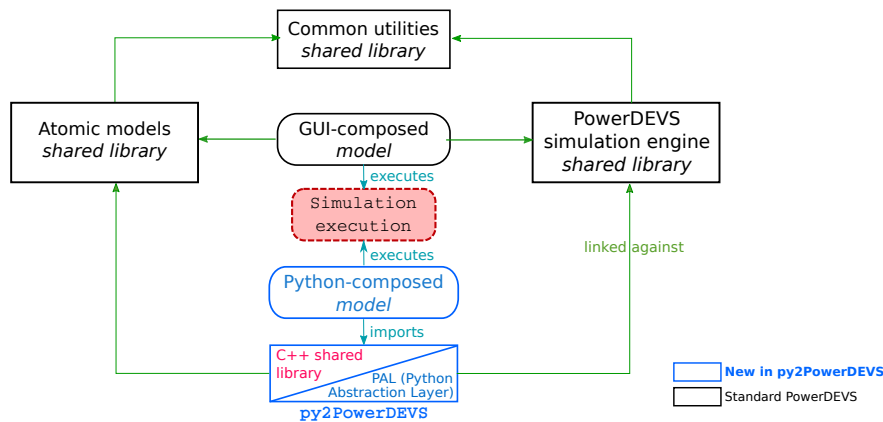 Common utilities
shared library
Atomic models
shared library
GUI-composed
model
PowerDEVS
simulation engine
shared library
executes
Simulation
execution
executes
linked against
Python-composed
model
imports
C++ shared
library
PAL (Python
Abstraction Layer)
py2PowerDEVS
New in py2PowerDEVS
Standard PowerDEVS